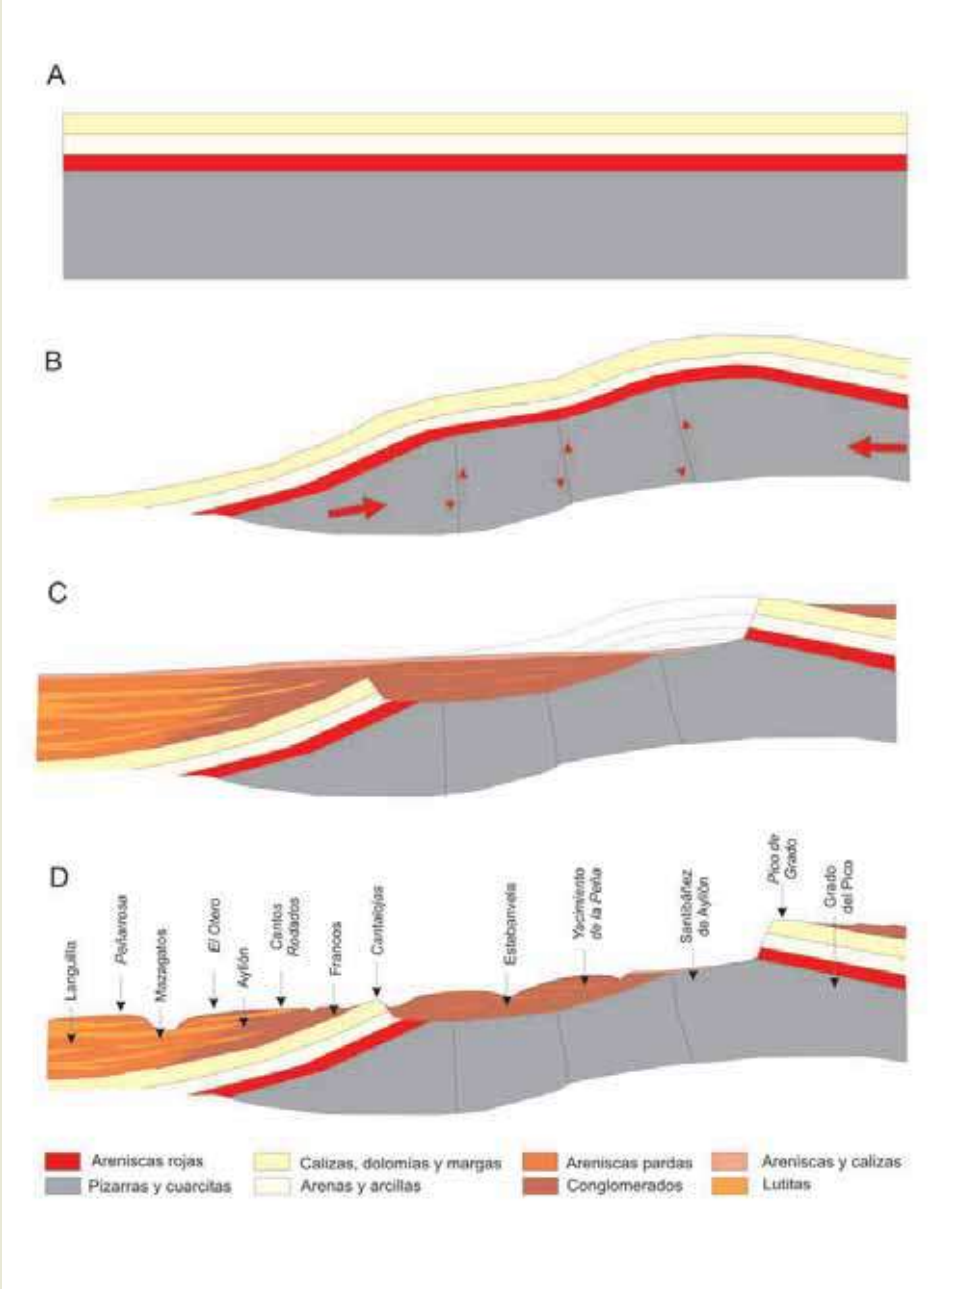 A
B
C
D
Languilla
Peñarrosa
Mazagatos
El Otero
Ayllón
Cantos
Rodados
Francos
Cantalojas
Estebanvela
Yacimiento
de la Peña
Santibáñez
de Ayllón
Pico de
Grado
Grado
del Pico
Areniscas rojas
Calizas, dolomías y margas
Areniscas pardas
Areniscas y calizas
Pizarras y cuarcitas
Arenas y arcillas
Conglomerados
Lutitas